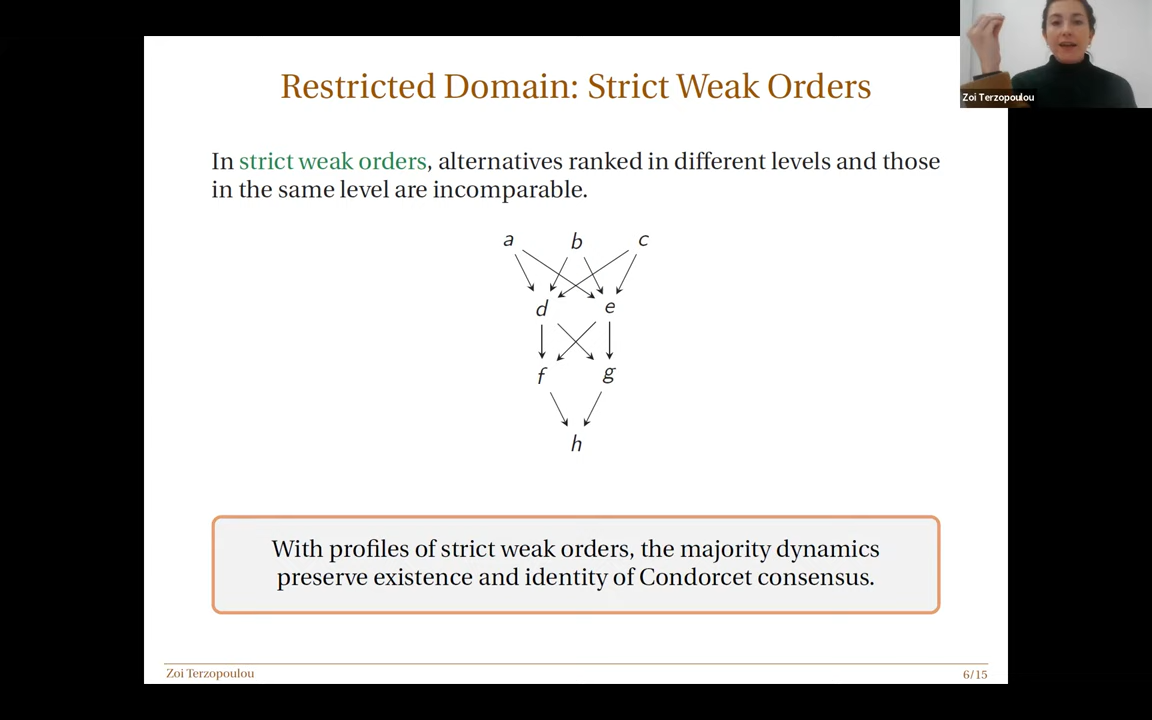 Restricted Domain: Strict Weak Orders
Zoi Terzopoulou
In strict weak orders, alternatives ranked in different levels and those
in the same level are incomparable.
a b c
d e
f g
h
With profiles of strict weak orders, the majority dynamics
preserve existence and identity of Condorcet consensus.
Zoi Terzopoulou 6/15